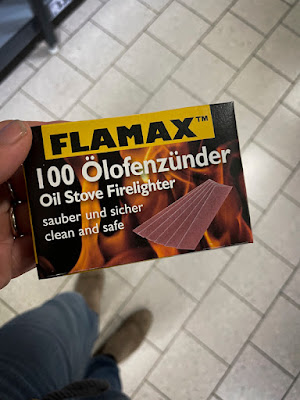 FLAMAX™
100 Ölofenzünder
Oil Stove Firelighter
sauber und sicher
clean and safe